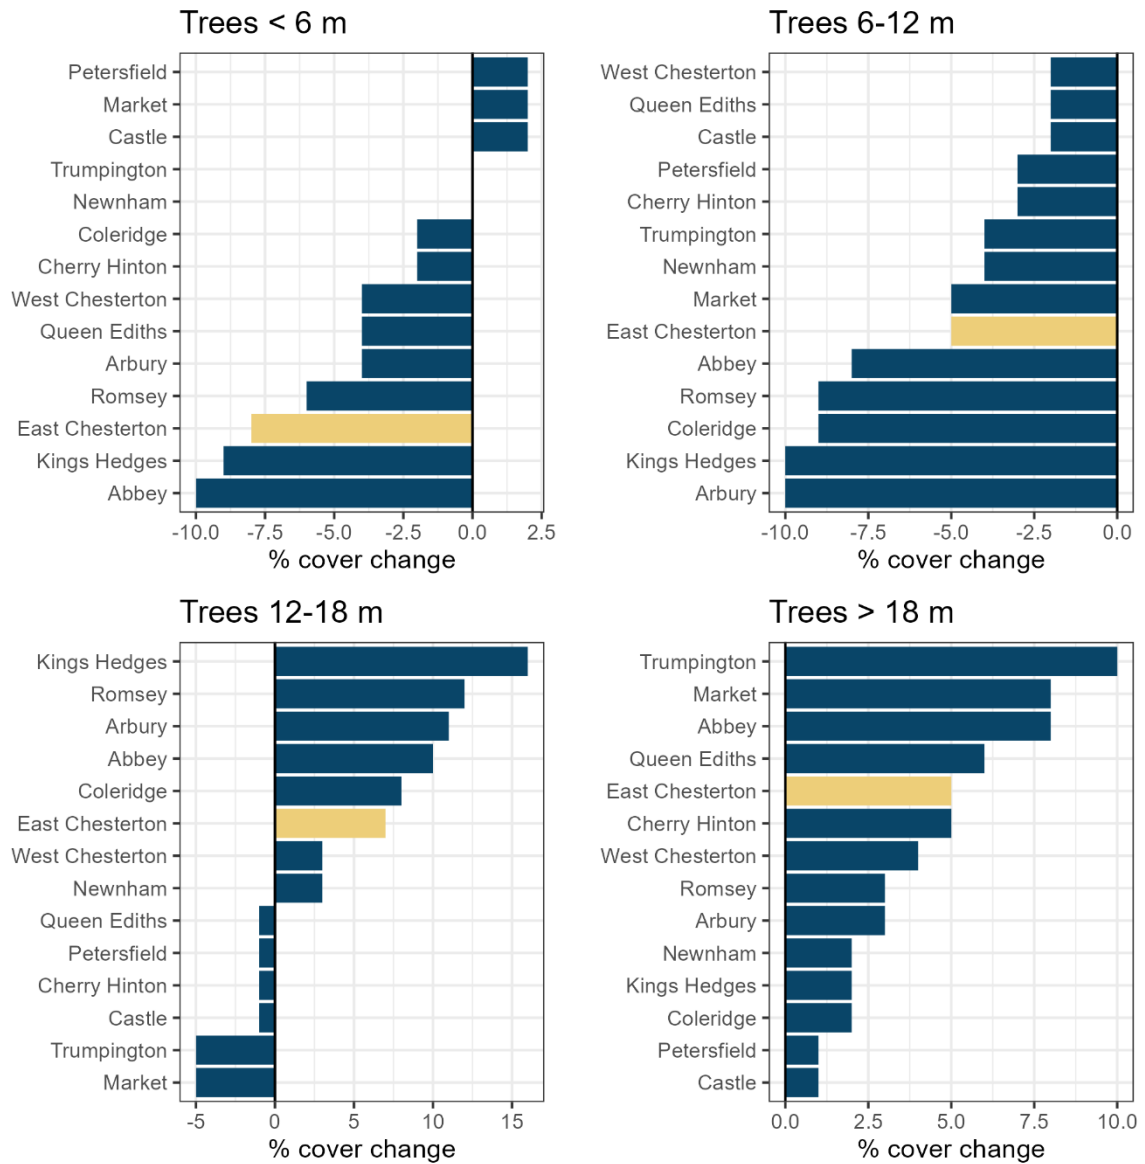 Trees < 6 m
Petersfield
Market
Castle
Trumpington
Newnham
Coleridge
Cherry Hinton
West Chesterton
Queen Ediths
Arbury
Romsey
East Chesterton
Kings Hedges
Abbey
-10.0 -7.5 -5.0 -2.5 0.0 2.5
% cover change
Trees 6-12 m
West Chesterton
Queen Ediths
Castle
Petersfield
Cherry Hinton
Trumpington
Newnham
Market
East Chesterton
Abbey
Romsey
Coleridge
Kings Hedges
Arbury
-10.0 -7.5 -5.0 -2.5 0.0
% cover change
Trees 12-18 m
Kings Hedges
Romsey
Arbury
Abbey
Coleridge
East Chesterton
West Chesterton
Newnham
Queen Ediths
Petersfield
Cherry Hinton
Castle
Trumpington
Market
-5 0 5 10 15
% cover change
Trees > 18 m
Trumpington
Market
Abbey
Queen Ediths
East Chesterton
Cherry Hinton
West Chesterton
Romsey
Arbury
Newnham
Kings Hedges
Coleridge
Petersfield
Castle
0.0 2.5 5.0 7.5 10.0
% cover change